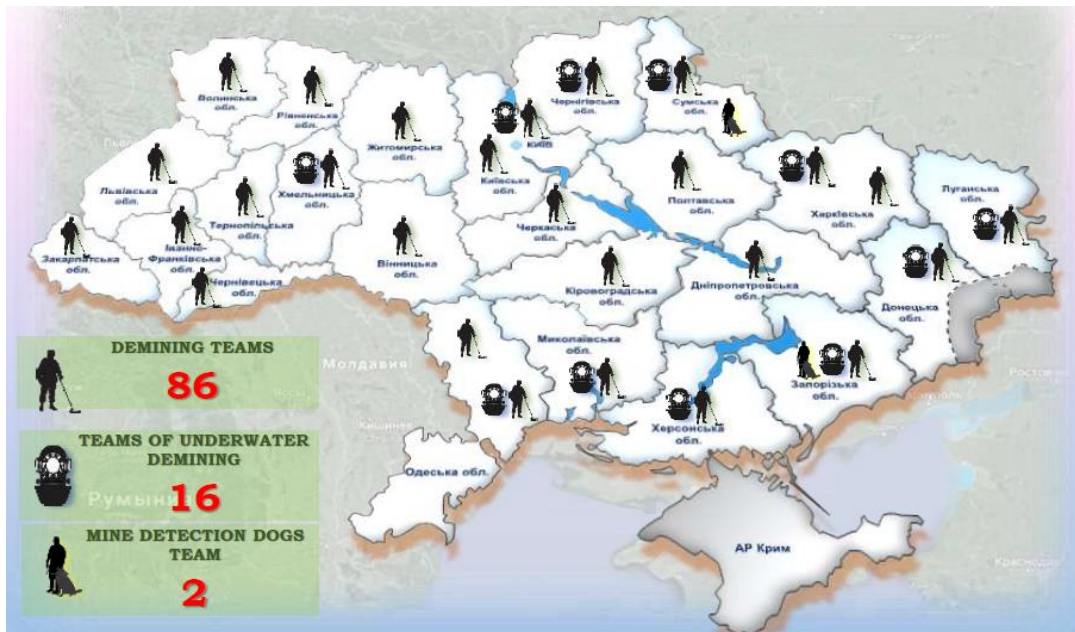 Волинська
обл.
Рівненська
обл.
Житомирська
обл.
Чернігівська
обл.
Сумська
обл.
КИЇВ
Київська
обл.
Львівська
обл.
Тернопільська
обл.
Хмельницька
обл.
Полтавська
обл.
Харківська
обл.
Луганська
обл.
Закарпатська
обл.
Івано-
Франківська
обл.
Чернівецька
обл.
Вінницька
обл.
Черкаська
обл.
Кіровоградська
обл.
Дніпропетровська
обл.
Донецька
обл.
Миколаївська
обл.
Запорізька
обл.
Херсонська
обл.
Одеська обл.
АР Крим
Молдавия
Кишинев
Румыния
Краснодар
DEMINING TEAMS
86
TEAMS OF UNDERWATER
DEMINING
16
MINE DETECTION DOGS
TEAM
2